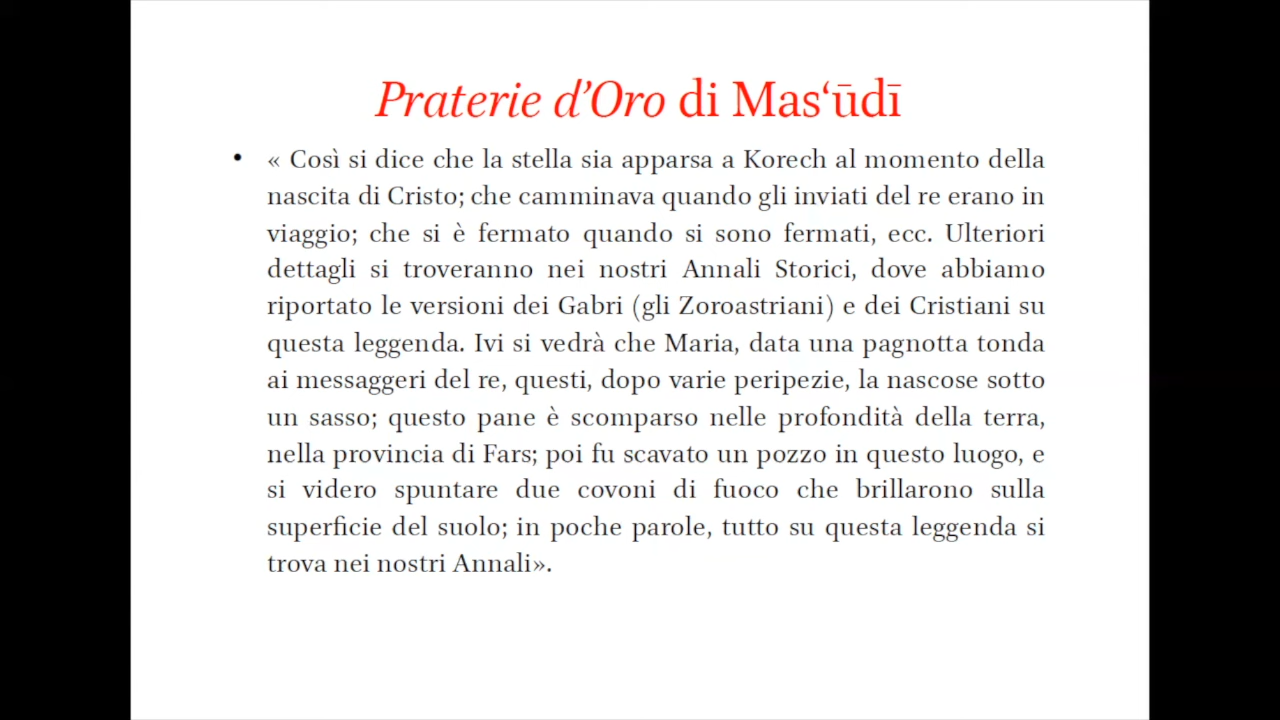 Praterie d’Oro di Mas‘ūdī
• « Così si dice che la stella sia apparsa a Korech al momento della
nascita di Cristo; che camminava quando gli inviati del re erano in
viaggio; che si è fermato quando si sono fermati, ecc. Ulteriori
dettagli si troveranno nei nostri Annali Storici, dove abbiamo
riportato le versioni dei Gabri (gli Zoroastriani) e dei Cristiani su
questa leggenda. Ivi si vedrà che Maria, data una pagnotta tonda
ai messaggeri del re, questi, dopo varie peripezie, la nascose sotto
un sasso; questo pane è scomparso nelle profondità della terra,
nella provincia di Fars; poi fu scavato un pozzo in questo luogo, e
si videro spuntare due covoni di fuoco che brillarono sulla
superficie del suolo; in poche parole, tutto su questa leggenda si
trova nei nostri Annali».